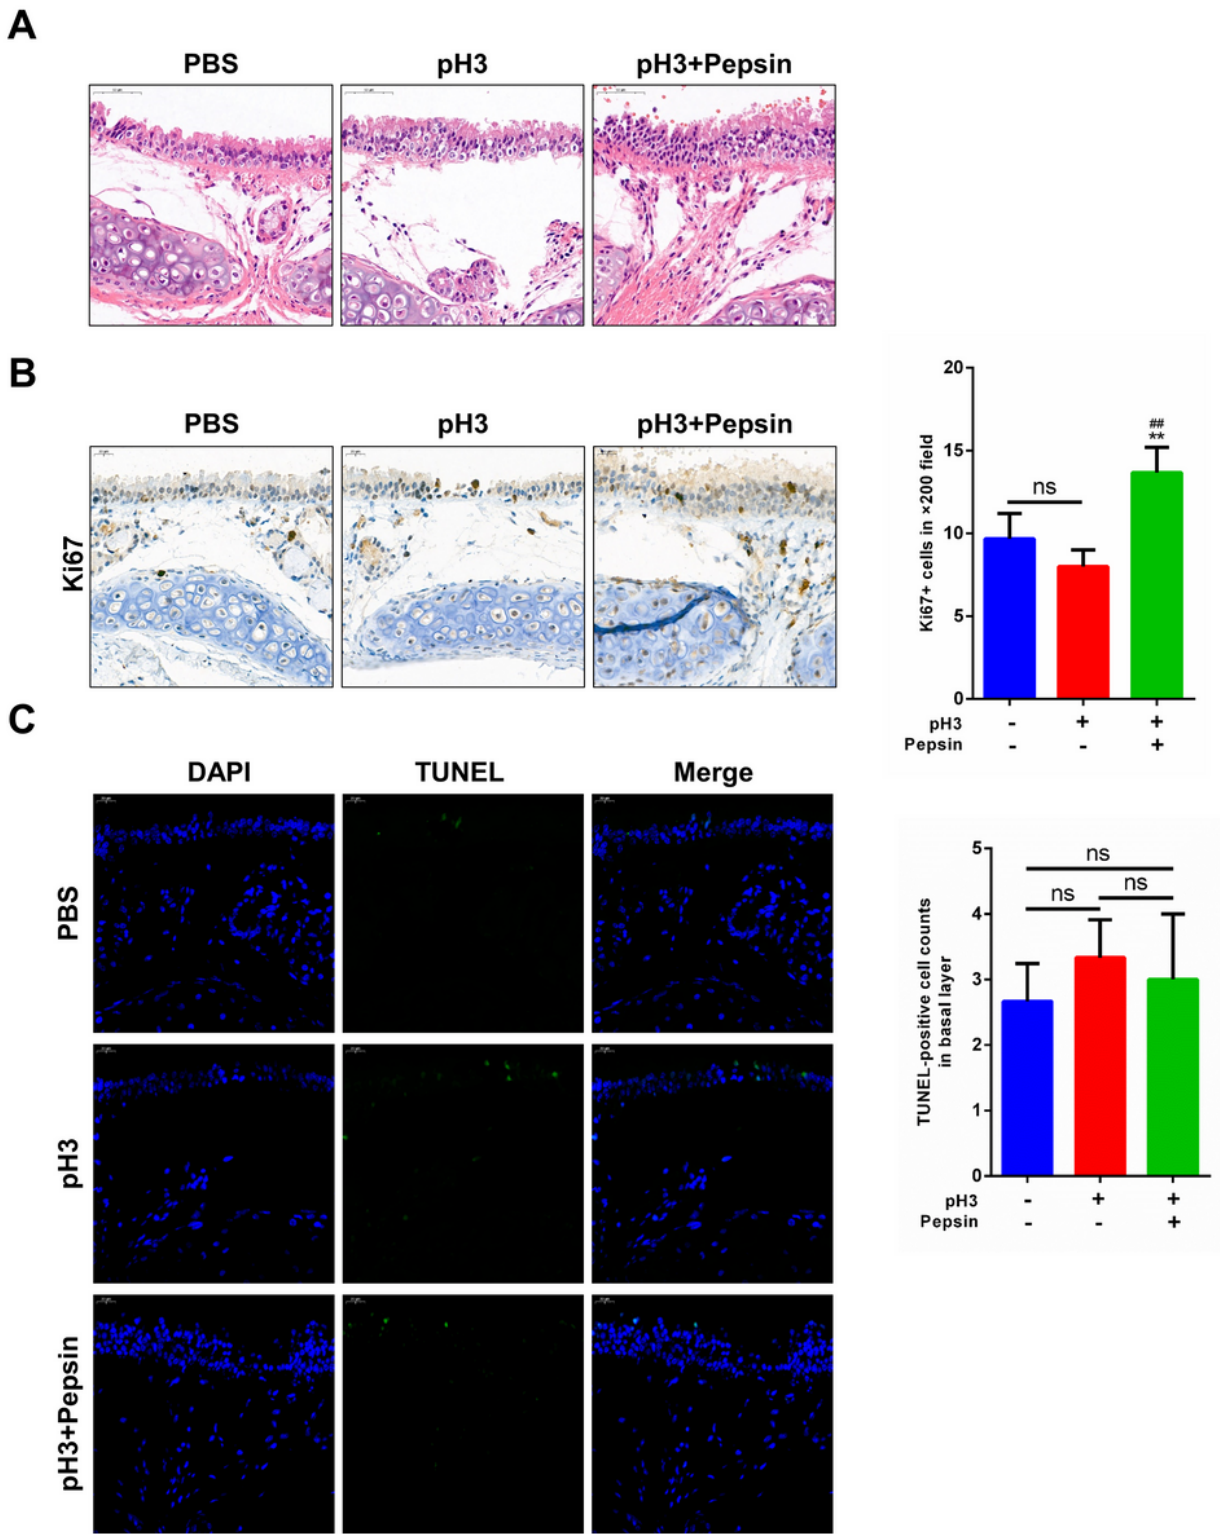 A
PBS pH3 pH3+Pepsin
B
PBS pH3 pH3+Pepsin
Ki67
20
15
10
5
0
Ki67+ cells in ×200 field
ns
##
**
pH3 - + +
Pepsin - - +
C
DAPI TUNEL Merge
PBS
pH3
pH3+Pepsin
5
4
3
2
1
0
TUNEL-positive cell counts
in basal layer
ns
ns
ns
pH3 - + +
Pepsin - - +